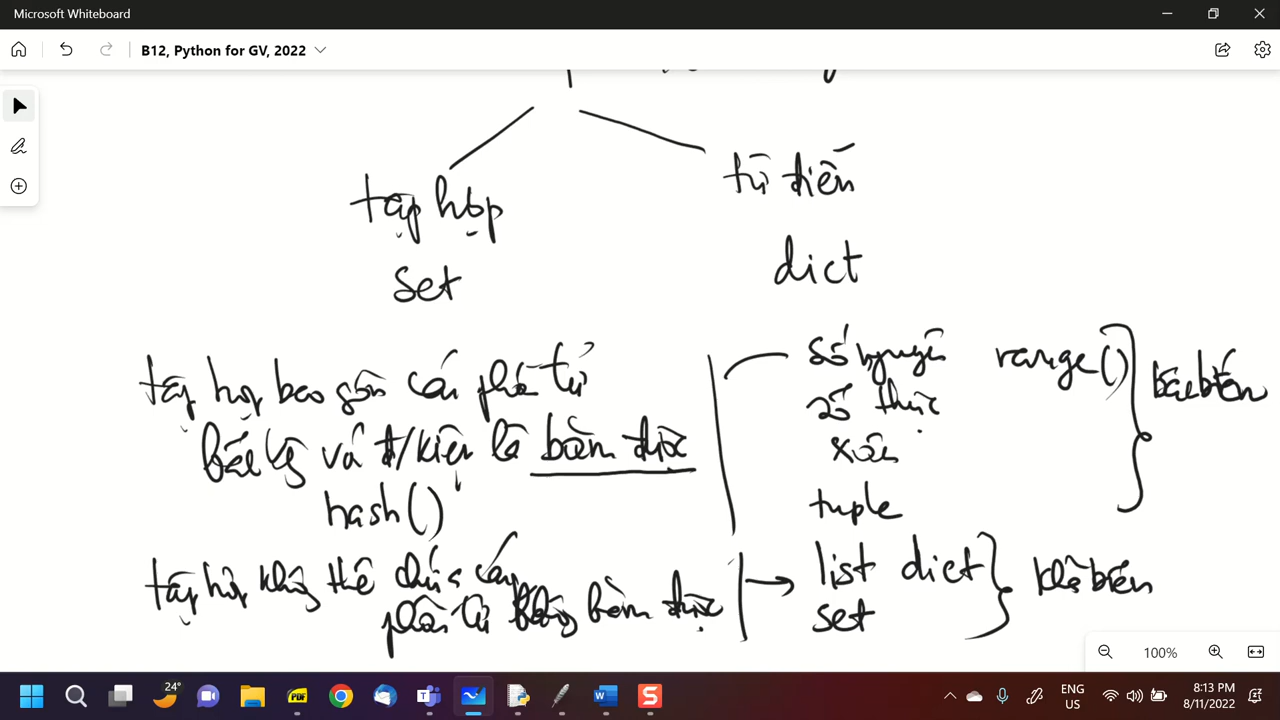 Microsoft Whiteboard
B12, Python for GV, 2022
tập hợp
từ điển
set
dict
tập hợp bao gồm các phần tử
bất kỳ và đ/kiện là băm được
hash()
số nguyên range()
số thực
xâu
tuple
bất biến
tập hợp không thể chứa các
phần tử không băm được
list dict
set
khả biến
100%
24°
ENG
US
8:13 PM
8/11/2022